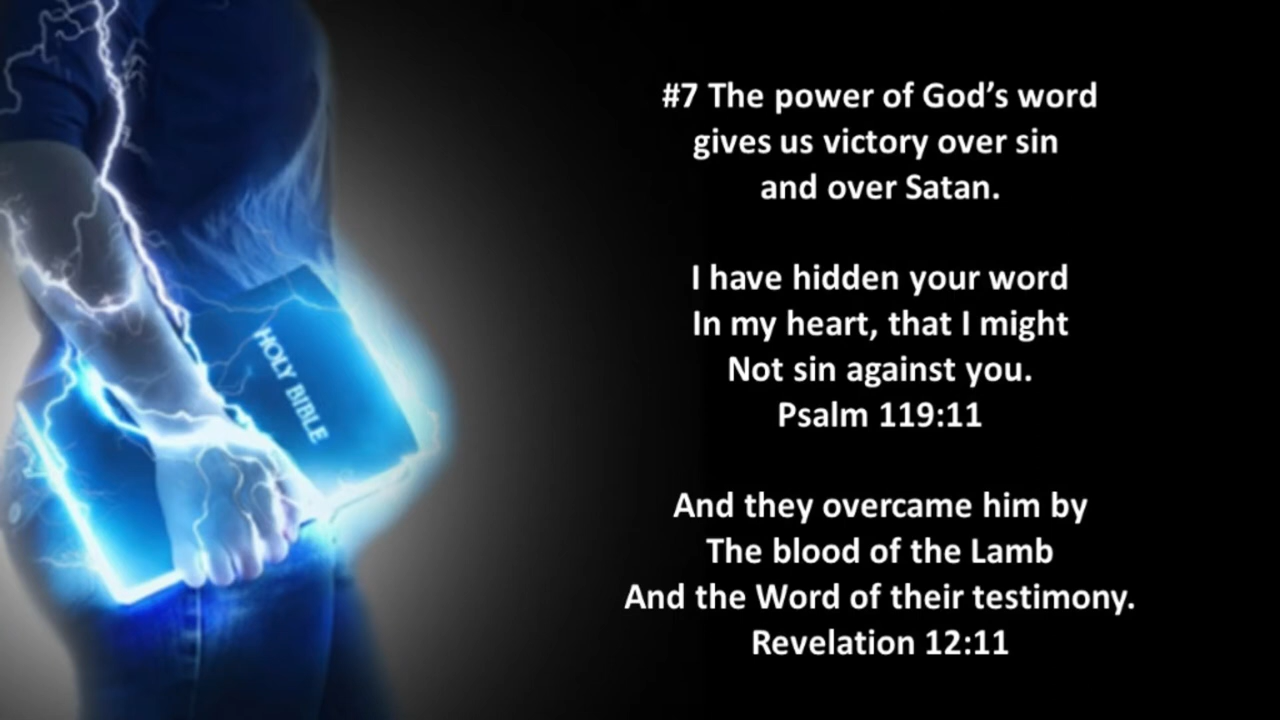 HOLY BIBLE
#7 The power of God’s word
gives us victory over sin
and over Satan.
I have hidden your word
In my heart, that I might
Not sin against you.
Psalm 119:11
And they overcame him by
The blood of the Lamb
And the Word of their testimony.
Revelation 12:11